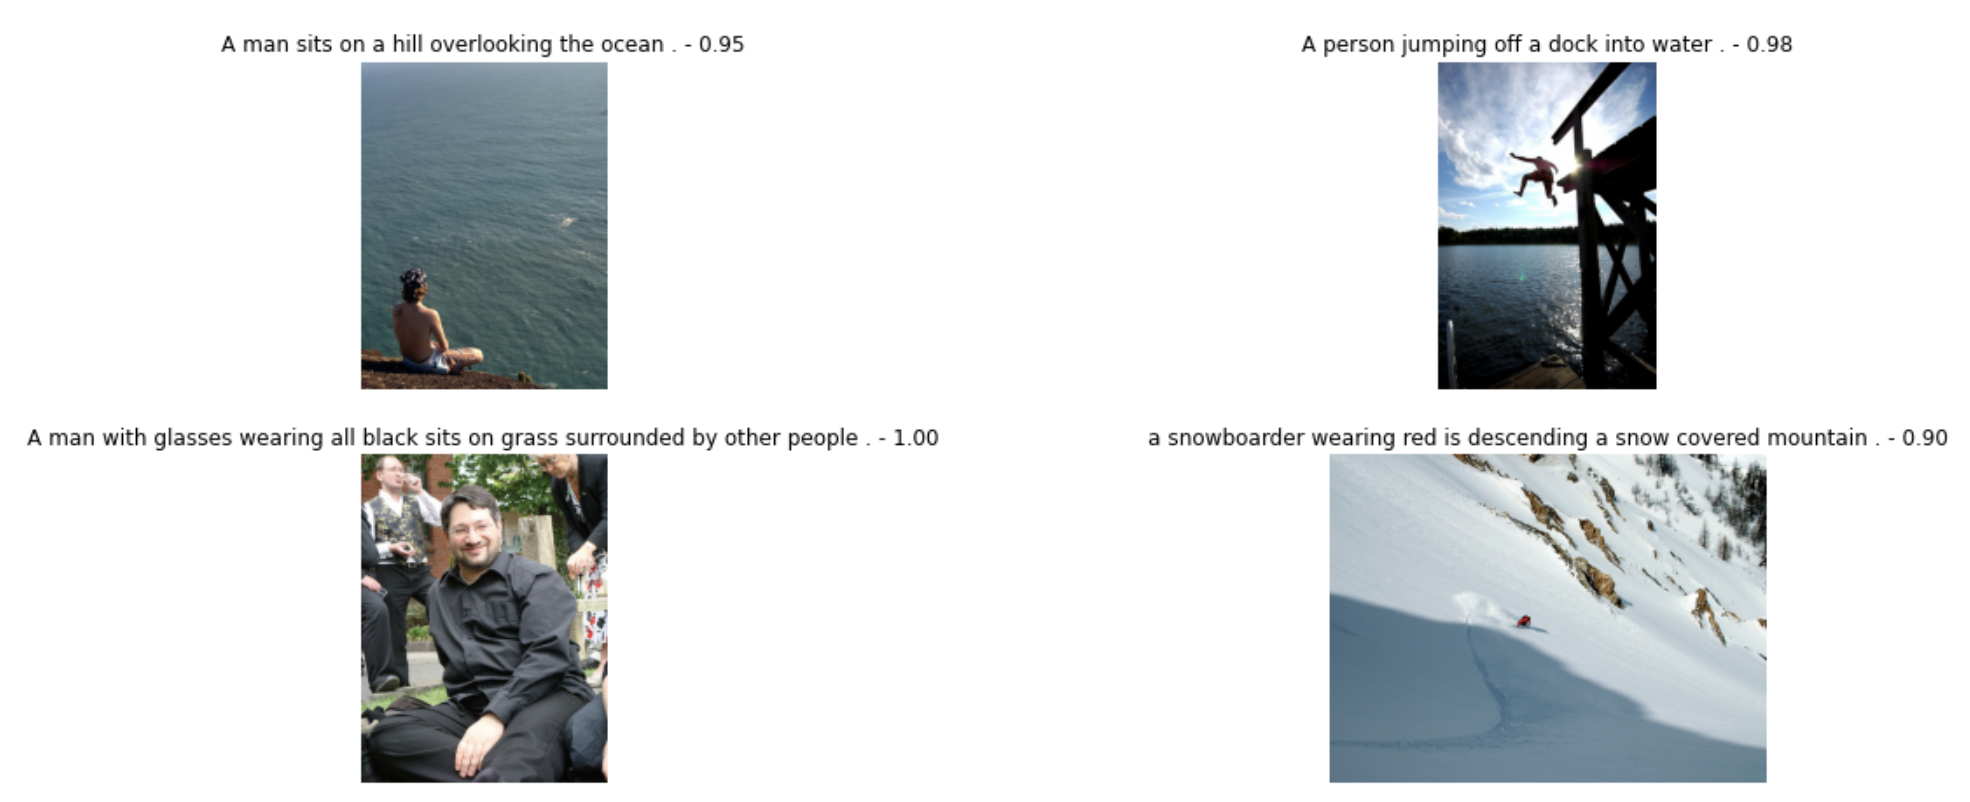 A man sits on a hill overlooking the ocean . - 0.95
A person jumping off a dock into water . - 0.98
A man with glasses wearing all black sits on grass surrounded by other people . - 1.00
a snowboarder wearing red is descending a snow covered mountain . - 0.90